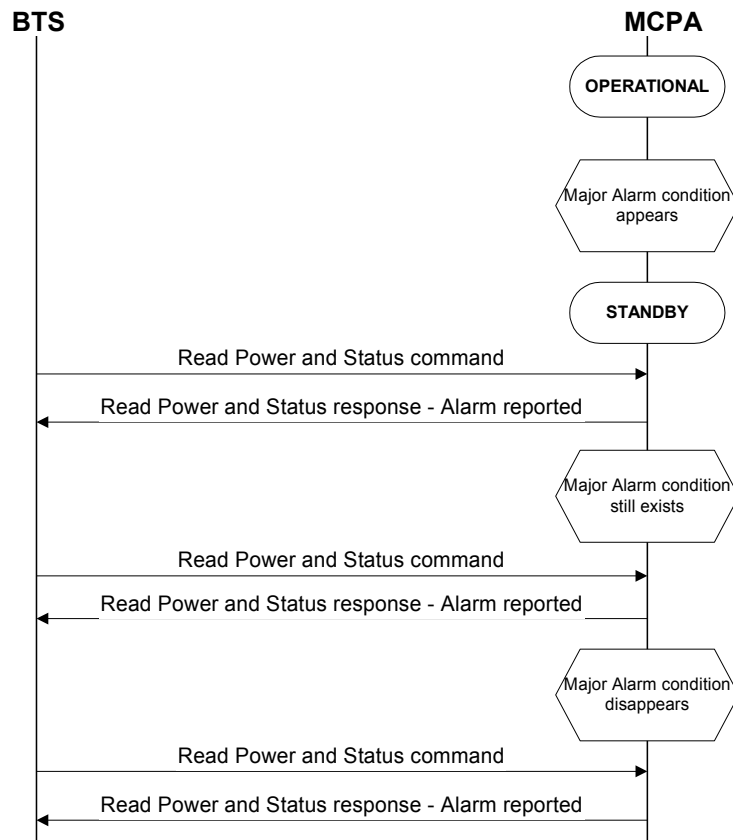 BTS
MCPA
OPERATIONAL
Major Alarm condition
appears
STANDBY
Read Power and Status command
Read Power and Status response - Alarm reported
Major Alarm condition
still exists
Read Power and Status command
Read Power and Status response - Alarm reported
Major Alarm condition
disappears
Read Power and Status command
Read Power and Status response - Alarm reported